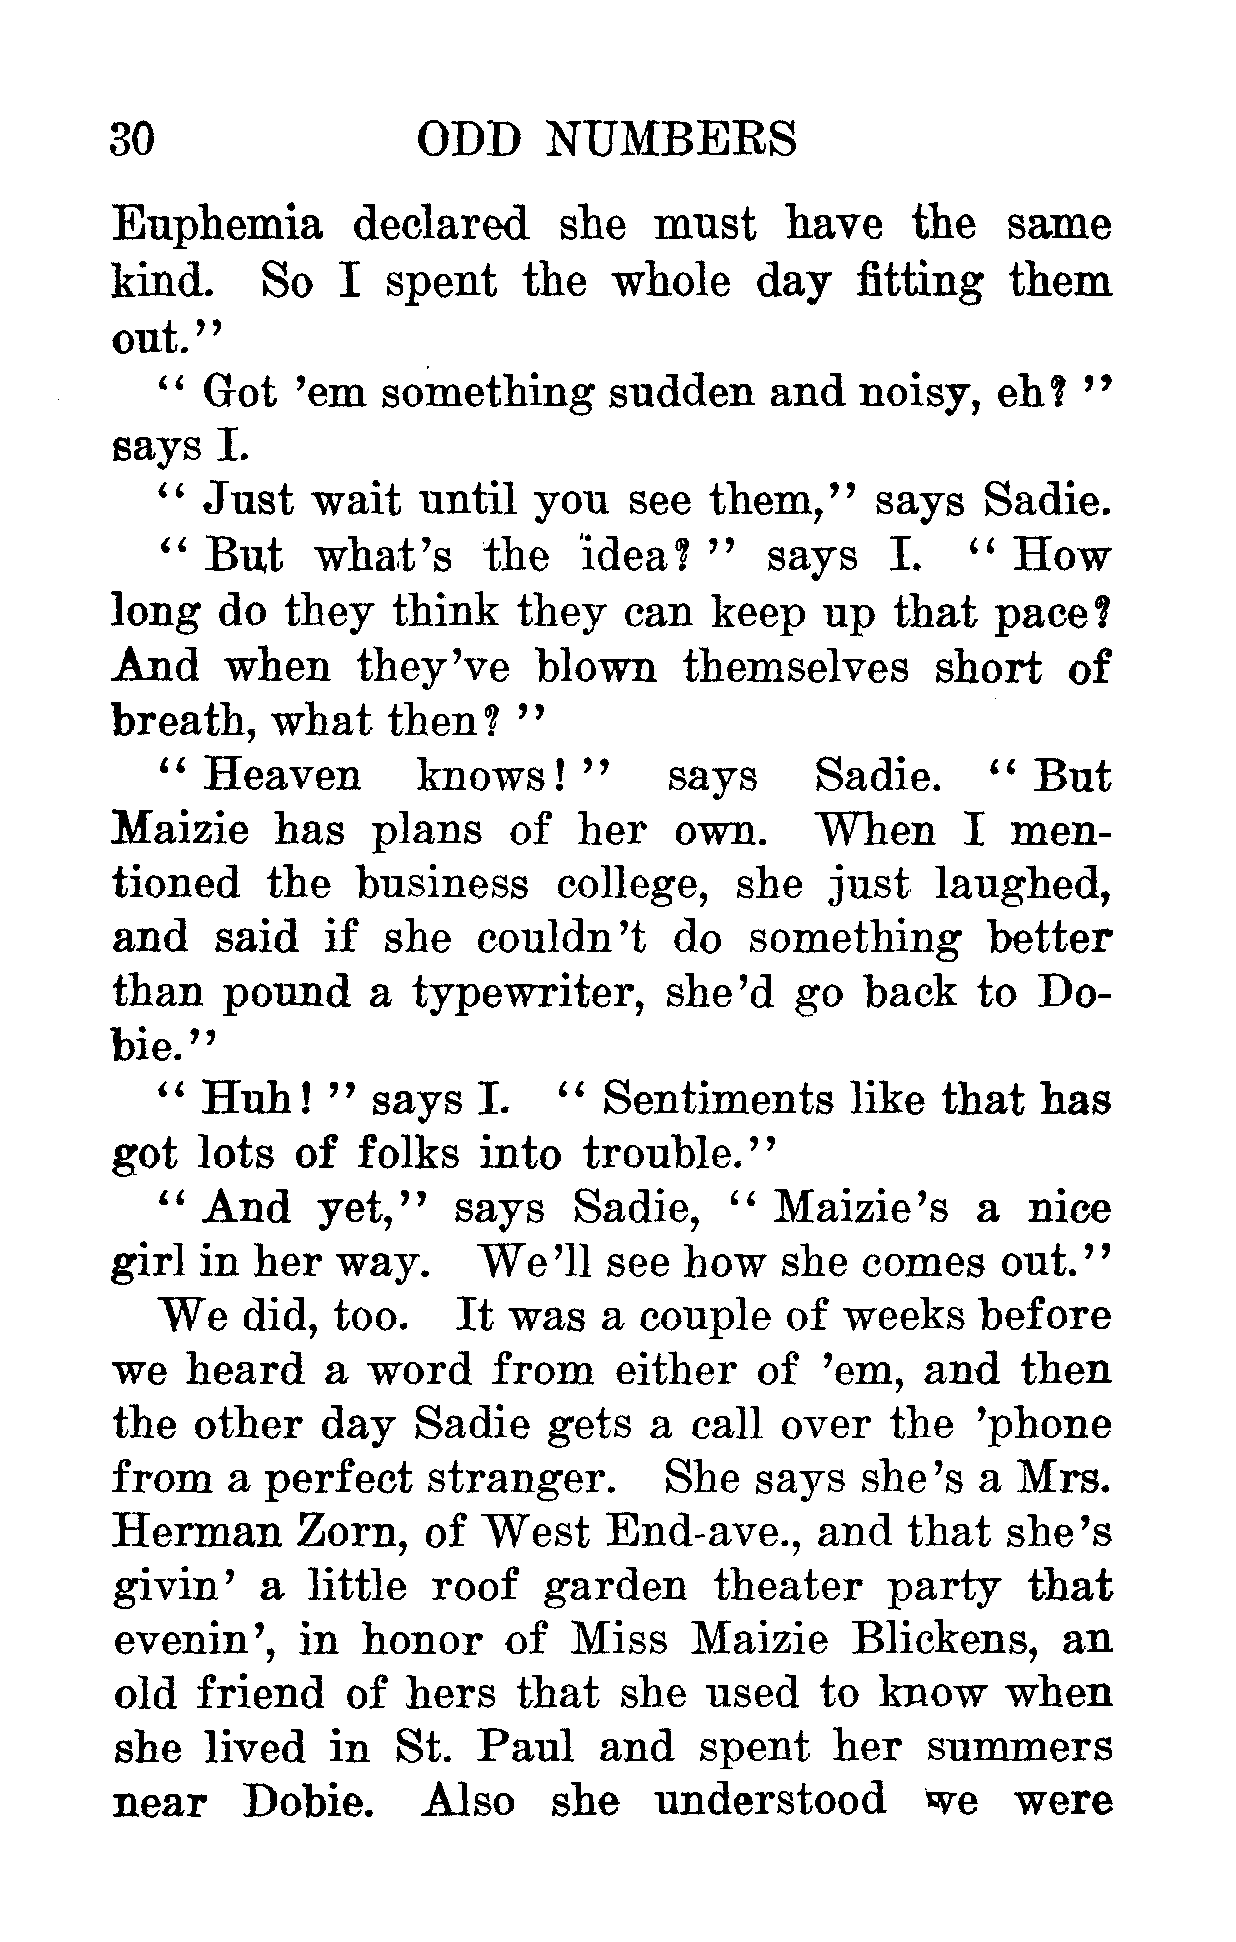 30 ODD NUMBERS
Euphemia declared she must have the same
kind. So I spent the whole day fitting them
out."
" Got 'em something sudden and noisy, eh? "
says I.
" Just wait until you see them," says Sadie.
" But what's the idea? " says I. " How
long do they think they can keep up that pace?
And when they've blown themselves short of
breath, what then? "
" Heaven knows! " says Sadie. " But
Maizie has plans of her own. When I men-
tioned the business college, she just laughed,
and said if she couldn't do something better
than pound a typewriter, she'd go back to Do-
bie."
" Huh! " says I. " Sentiments like that has
got lots of folks into trouble."
" And yet," says Sadie, " Maizie's a nice
girl in her way. We'll see how she comes out."
We did, too. It was a couple of weeks before
we heard a word from either of 'em, and then
the other day Sadie gets a call over the 'phone
from a perfect stranger. She says she's a Mrs.
Herman Zorn, of West End-ave., and that she's
givin' a little roof garden theater party that
evenin', in honor of Miss Maizie Blickens, an
old friend of hers that she used to know when
she lived in St. Paul and spent her summers
near Dobie. Also she understood we were